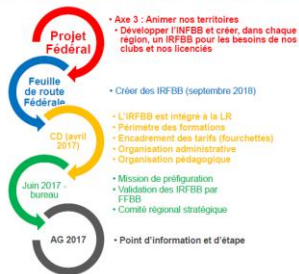 Projet
Fédéral
• Axe 3 : Animer nos territoires
• Développer l'INFBB et créer, dans chaque
région, un IRFBB pour les besoins de nos
clubs et nos licenciés
Feuille
de route
Fédérale
• Créer des IRFBB (septembre 2018)
CD (avril
2017)
• L'IRFBB est intégré à la LR
• Périmètre des formations
• Encadrement des tarifs (fourchettes)
• Organisation administrative
• Organisation pédagogique
Juin 2017 -
bureau
• Mission de préfiguration
• Validation des IRFBB par
FFBB
• Comité régional stratégique
AG 2017
• Point d'information et d'étape